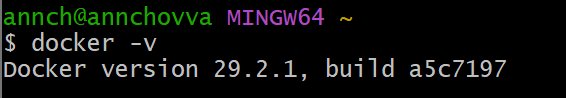 annch@annchovva MINGW64 ~
$ docker -v
Docker version 29.2.1, build a5c7197